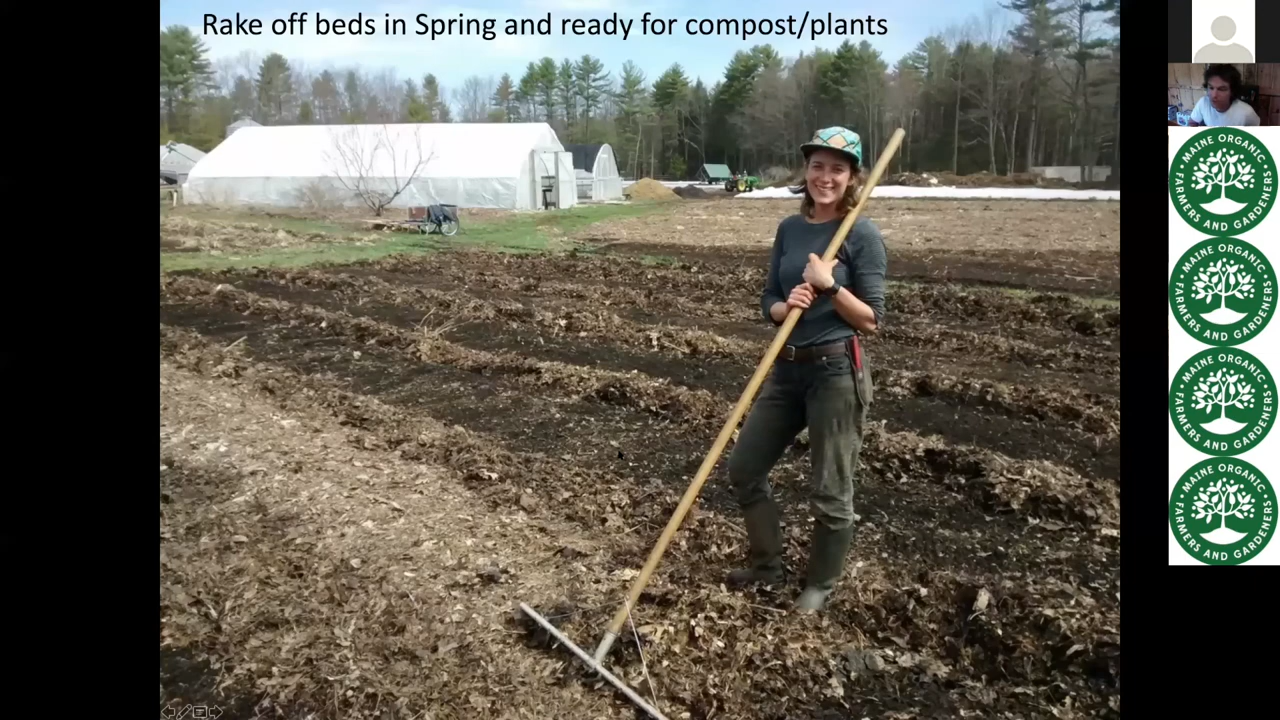 Rake off beds in Spring and ready for compost/plants
MAINE ORGANIC
FARMERS AND GARDENERS
MAINE ORGANIC
FARMERS AND GARDENERS
MAINE ORGANIC
FARMERS AND GARDENERS
MAINE ORGANIC
FARMERS AND GARDENERS